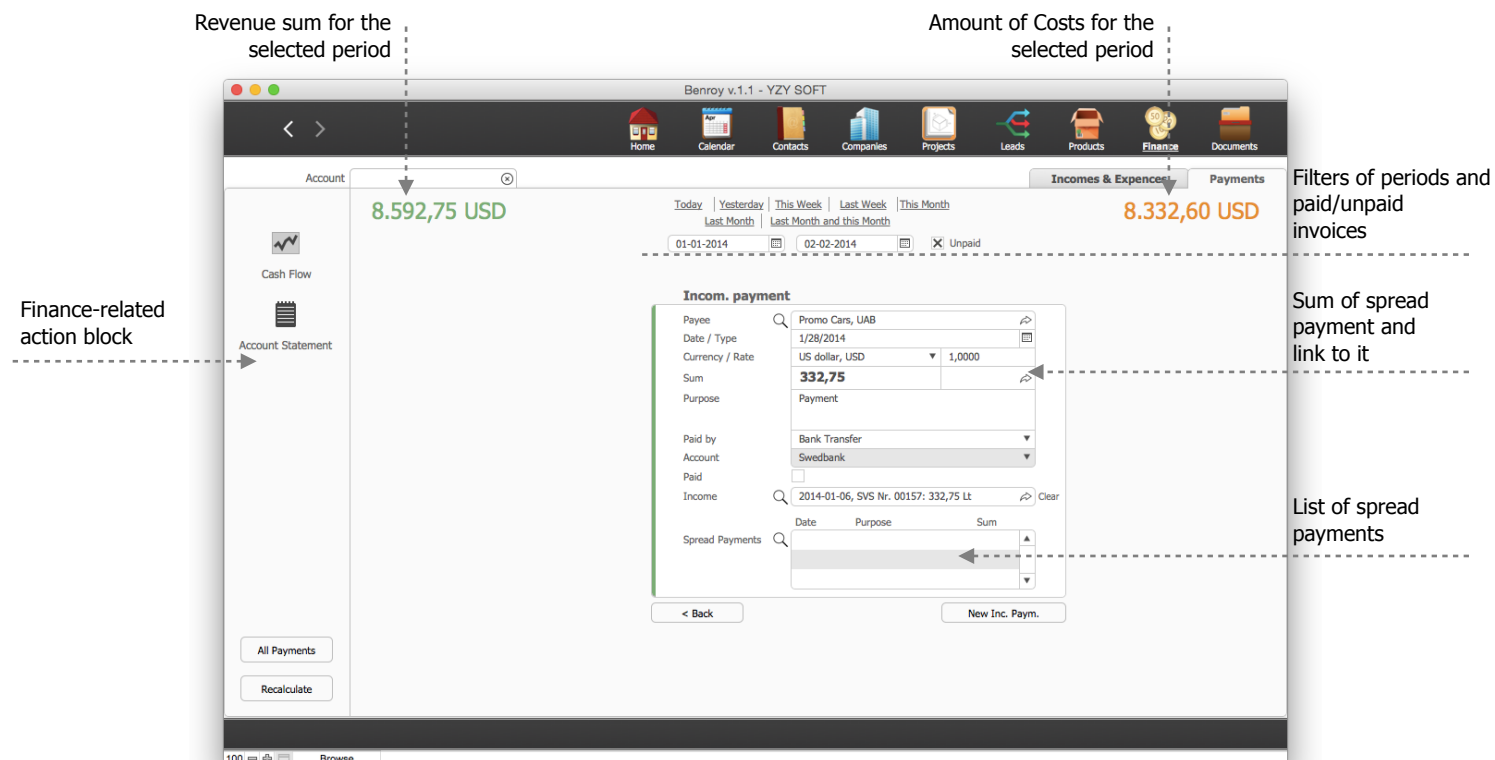 Revenue sum for the
selected period
Amount of Costs for the
selected period
Benroy v.1.1 - YZY SOFT
Apr
50
Home Calendar Contacts Companies Projects Leads Products Finance Documents
Account
Incomes & Expences Payments
8.592,75 USD
Today Yesterday This Week Last Week This Month
Last Month Last Month and this Month
8.332,60 USD
01-01-2014 02-02-2014 X Unpaid
Filters of periods and
paid/unpaid
invoices
Cash Flow
Account Statement
Finance-related
action block
Incom. payment
Payee Promo Cars, UAB
Date / Type 1/28/2014
Currency / Rate US dollar, USD 1,0000
Sum 332,75
Purpose Payment
Paid by Bank Transfer
Account Swedbank
Paid
Income 2014-01-06, SVS Nr. 00157: 332,75 Lt Clear
Date Purpose Sum
Spread Payments
Sum of spread
payment and
link to it
List of spread
payments
< Back New Inc. Paym.
All Payments
Recalculate
100 Browse